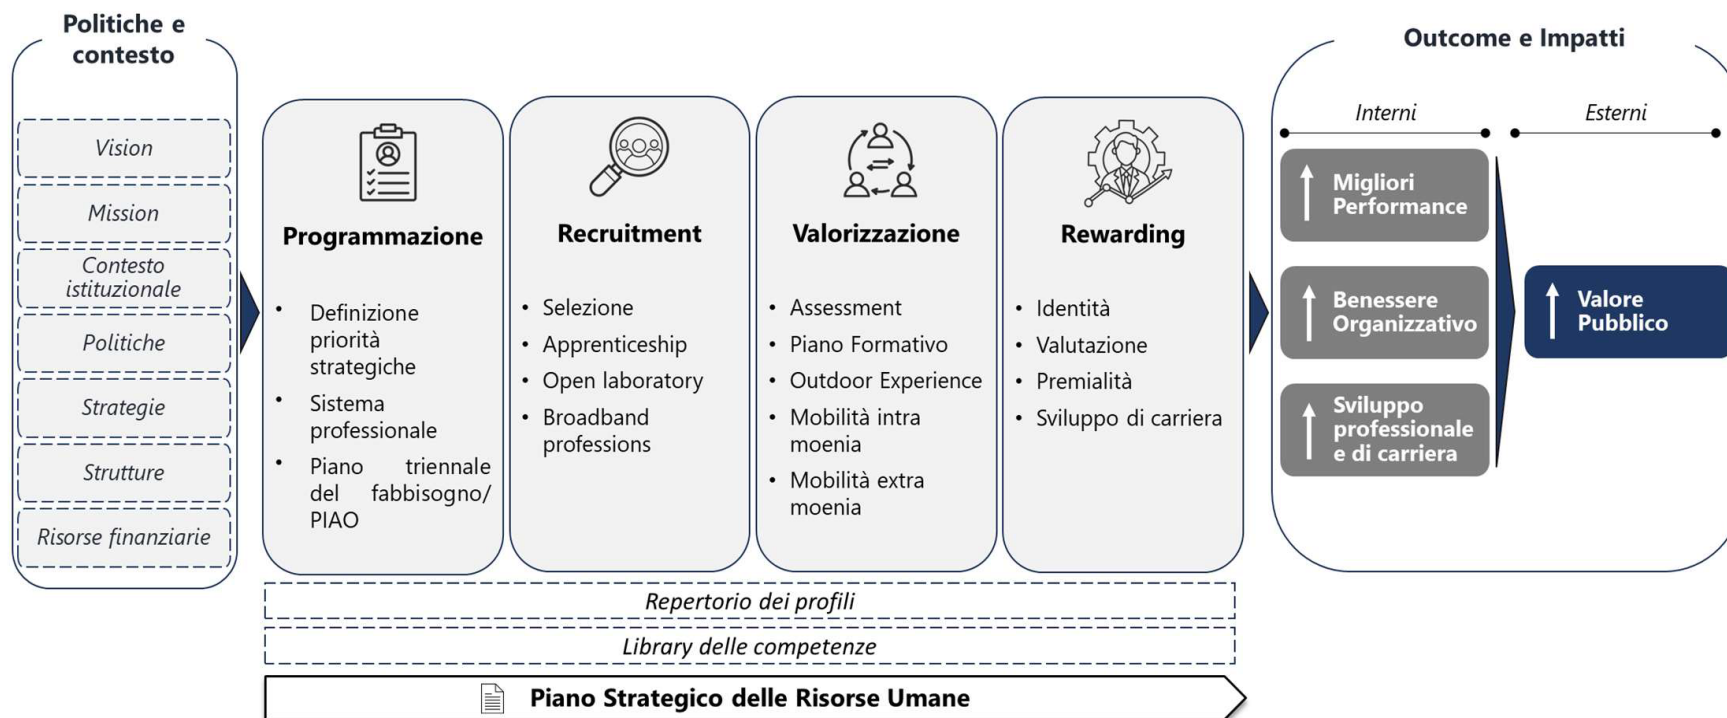 Politiche e
contesto
Vision
Mission
Contesto
istituzionale
Politiche
Strategie
Strutture
Risorse finanziarie
Programmazione
• Definizione
priorità
strategiche
• Sistema
professionale
• Piano triennale
del fabbisogno/
PIAO
Recruitment
• Selezione
• Apprenticeship
• Open laboratory
• Broadband
professions
Valorizzazione
• Assessment
• Piano Formativo
• Outdoor Experience
• Mobilità intra
moenia
• Mobilità extra
moenia
Rewarding
• Identità
• Valutazione
• Premialità
• Sviluppo di carriera
Repertorio dei profili
Library delle competenze
Piano Strategico delle Risorse Umane
Outcome e Impatti
Interni
Esterni
Migliori
Performance
Benessere
Organizzativo
Sviluppo
professionale
e di carriera
Valore
Pubblico